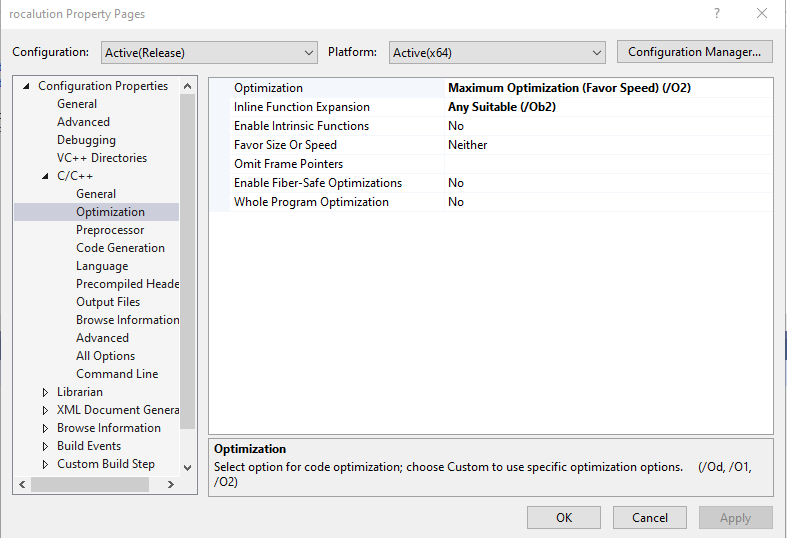 rocalution Property Pages
Configuration: Active(Release) Platform: Active(x64) Configuration Manager...
Configuration Properties
General
Advanced
Debugging
VC++ Directories
C/C++
General
Optimization
Preprocessor
Code Generation
Language
Precompiled Heade
Output Files
Browse Information
Advanced
All Options
Command Line
Librarian
XML Document Genera
Browse Information
Build Events
Custom Build Step
Optimization Maximum Optimization (Favor Speed) (/O2)
Inline Function Expansion Any Suitable (/Ob2)
Enable Intrinsic Functions No
Favor Size Or Speed Neither
Omit Frame Pointers
Enable Fiber-Safe Optimizations No
Whole Program Optimization No
Optimization
Select option for code optimization; choose Custom to use specific optimization options. (/Od, /O1,
/O2)
OK Cancel Apply